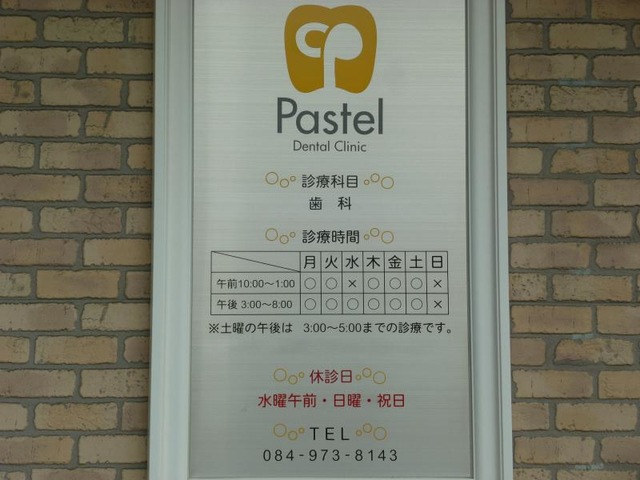 Pastel
Dental Clinic
診療科目
歯 科
診療時間
月 火 水 木 金 土 日
午前10:00～1:00 ○ ○ × ○ ○ ○ ×
午後 3:00～8:00 ○ ○ ○ ○ ○ ○ ×
※土曜の午後は 3:00～5:00までの診療です。
休診日
水曜午前・日曜・祝日
TEL
084-973-8143